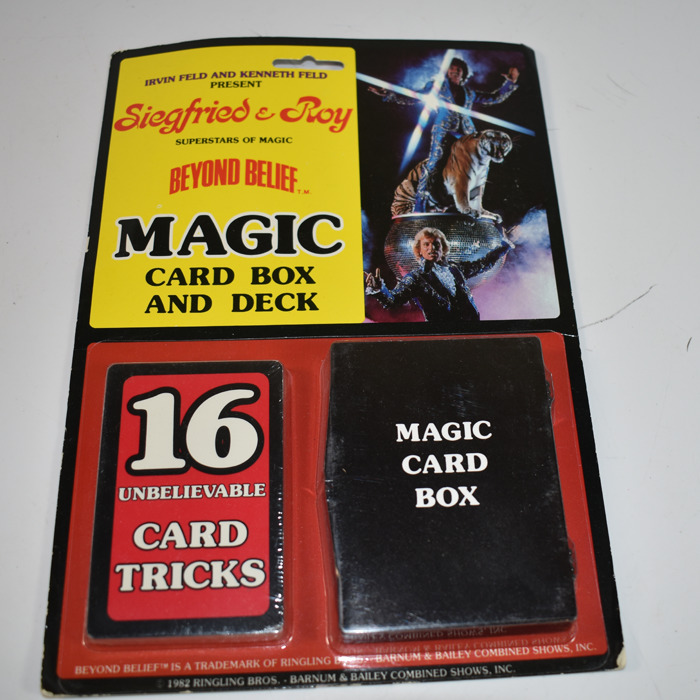 IRVIN FELD AND KENNETH FELD
PRESENT
Siegfried & Roy
SUPERSTARS OF MAGIC
BEYOND BELIEF T.M.
MAGIC
CARD BOX
AND DECK
16
UNBELIEVABLE
CARD
TRICKS
MAGIC
CARD
BOX
BEYOND BELIEF™ IS A TRADEMARK OF RINGLING BARNUM & BAILEY COMBINED SHOWS, INC.
1982 RINGLING BROS. - BARNUM & BAILEY COMBINED SHOWS, INC.